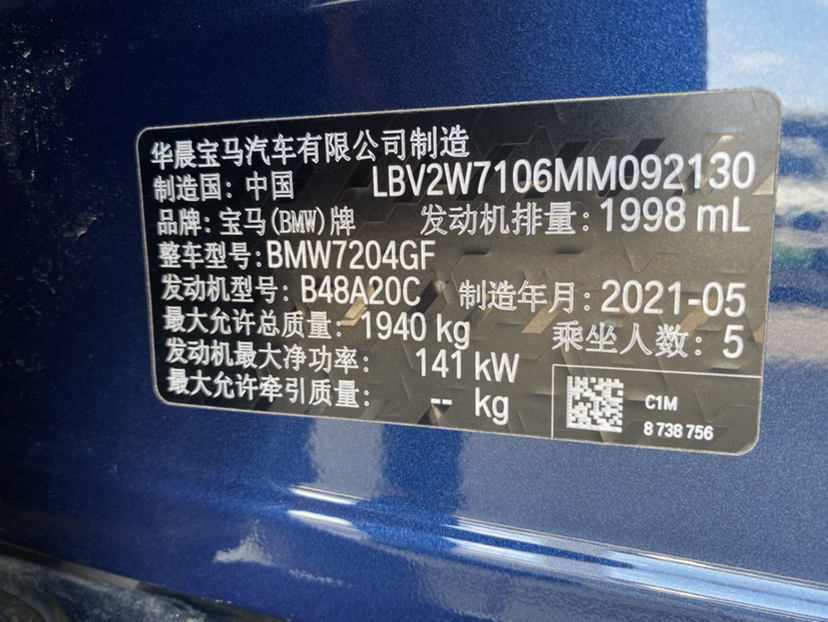 华晨宝马汽车有限公司制造
制造国：中国 LBV2W7106MM092130
品牌：宝马(BMW)牌 发动机排量：1998 mL
整车型号：BMW7204GF
发动机型号：B48A20C 制造年月：2021-05
最大允许总质量：1940 kg 乘坐人数：5
发动机最大净功率： 141 kW
最大允许牵引质量： -- kg
C1M
8 738 756